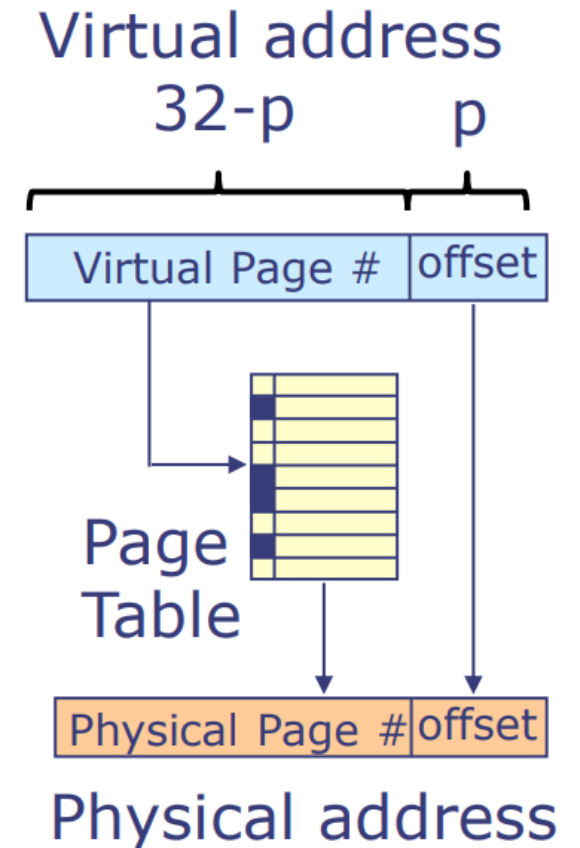 Virtual address
32-p p
Virtual Page # offset
Page
Table
Physical Page # offset
Physical address